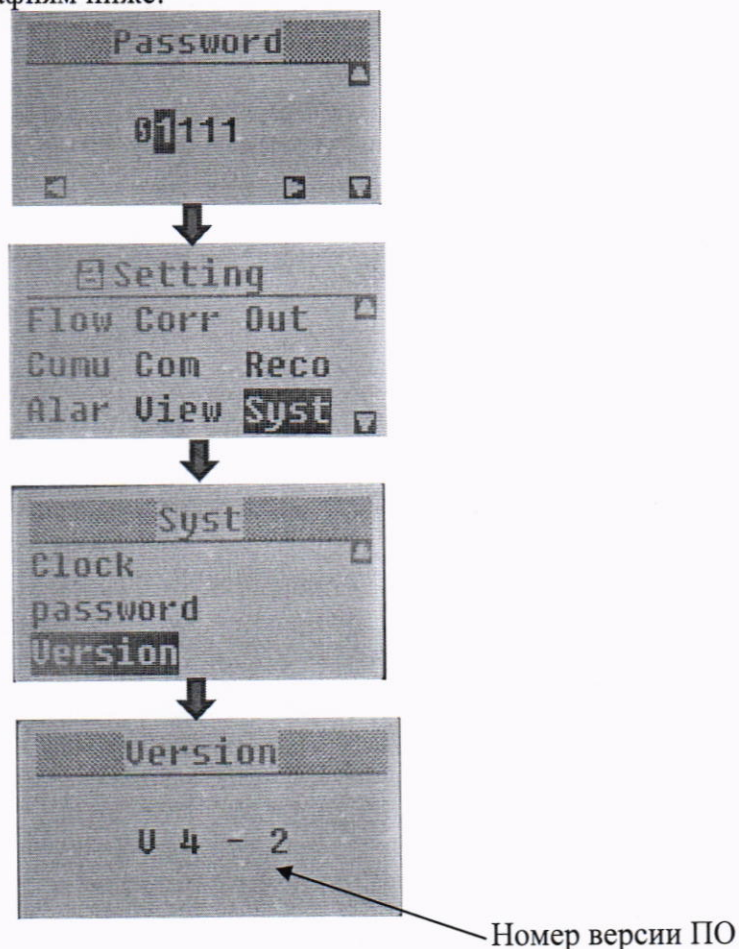 Password
01111
Setting
Flow Corr Out
Cumu Com Reco
Alar View Syst
Syst
Clock
password
Version
Version
V 4 - 2
Номер версии ПО